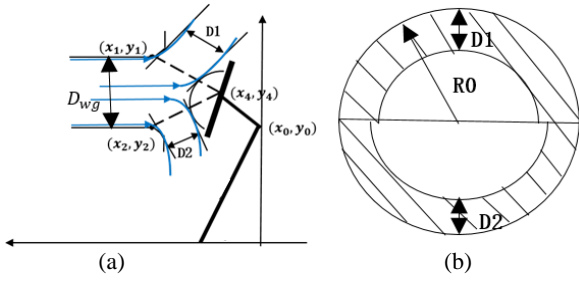 (a)
(x₁, y₁)
D1
D_wg
(x₄, y₄)
(x₂, y₂)
D2
(x₀, y₀)
(b)
D1
R0
D2